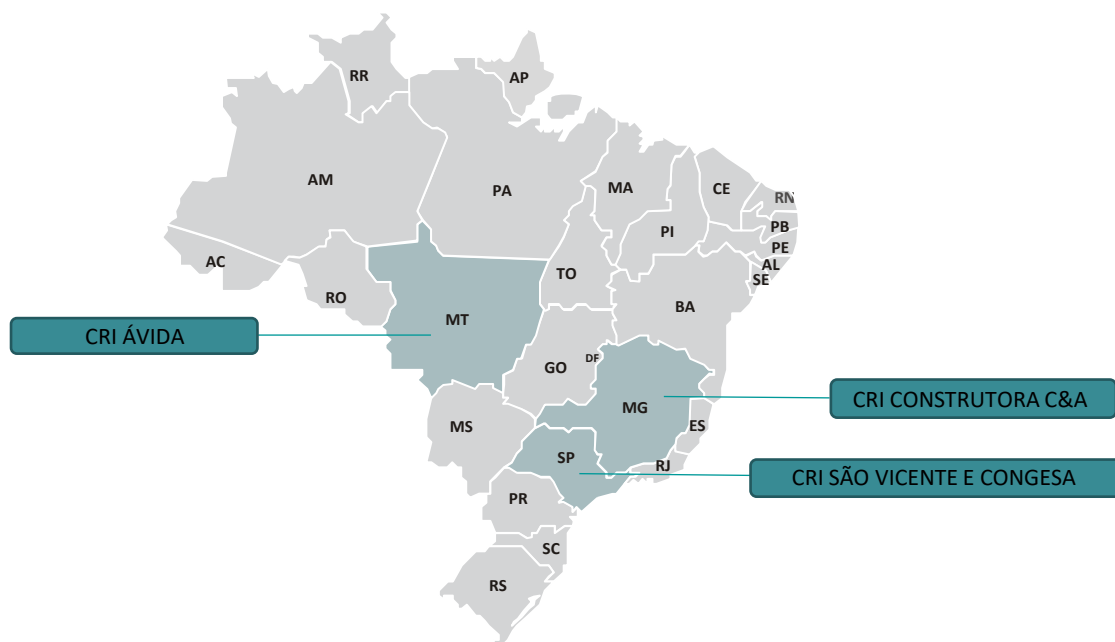 RR
AP
AM
PA
MA
CE
RN
PI
PB
PE
AC
TO
AL
SE
RO
BA
MT
CRI ÁVIDA
DF
GO
CRI CONSTRUTORA C&A
MG
MS
ES
SP
RJ
CRI SÃO VICENTE E CONGESA
PR
SC
RS